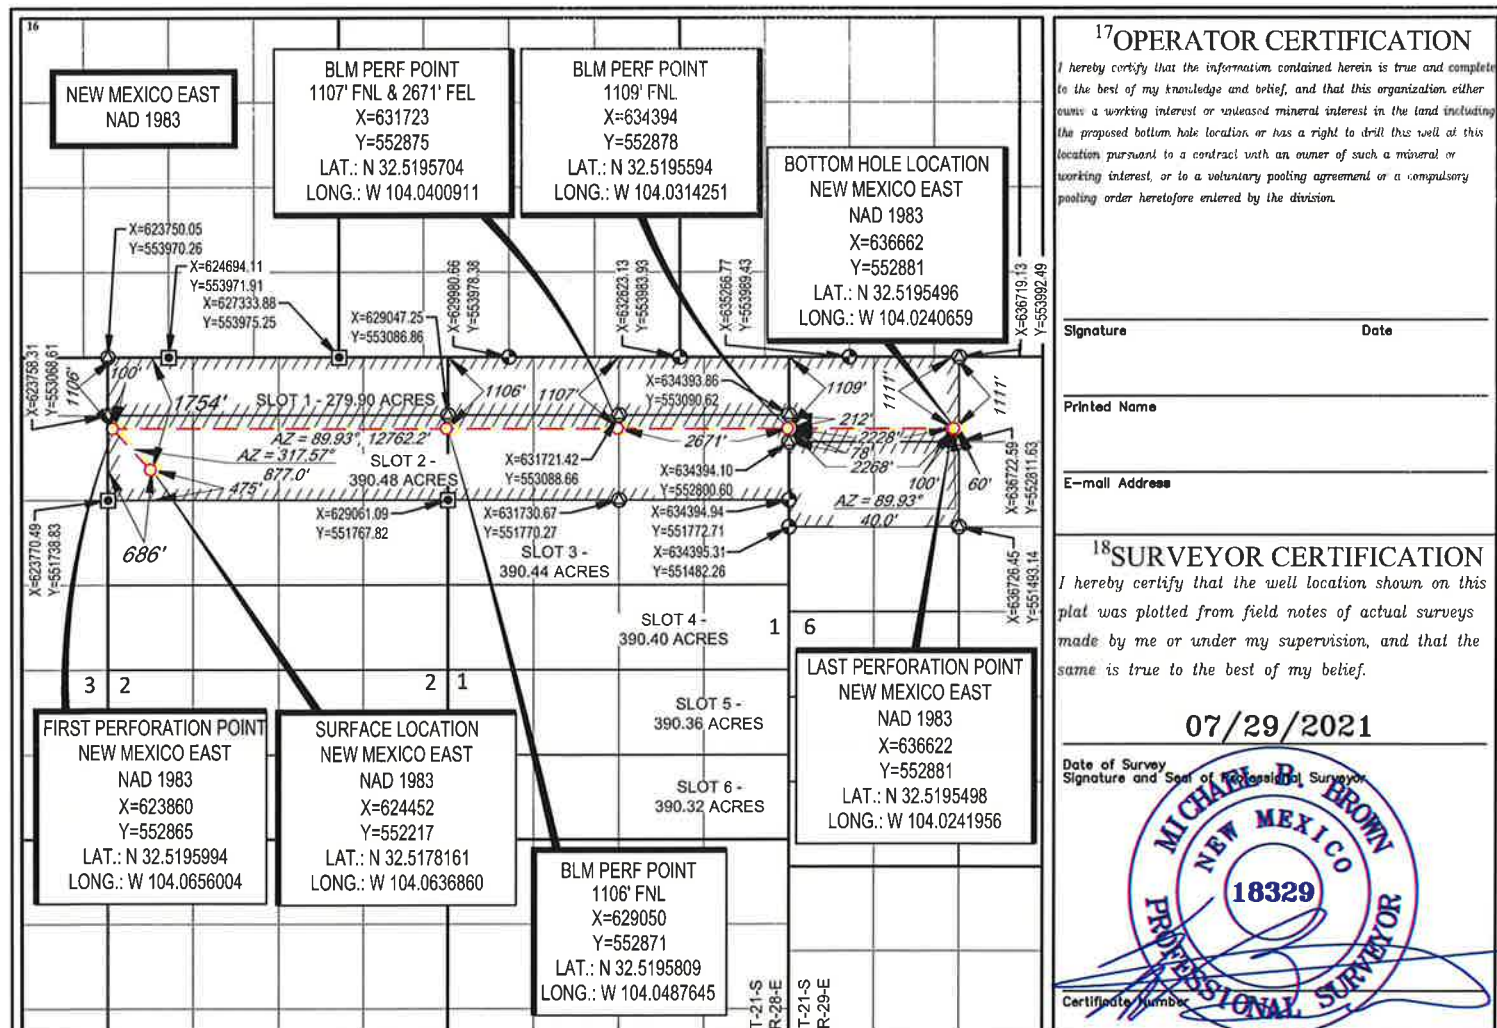 16
NEW MEXICO EAST
NAD 1983
BLM PERF POINT
1107' FNL & 2671' FEL
X=631723
Y=552875
LAT.: N 32.5195704
LONG.: W 104.0400911
BLM PERF POINT
1109' FNL
X=634394
Y=552878
LAT.: N 32.5195594
LONG.: W 104.0314251
BOTTOM HOLE LOCATION
NEW MEXICO EAST
NAD 1983
X=636662
Y=552881
LAT.: N 32.5195496
LONG.: W 104.0240659
X=623750.05
Y=553970.26
X=624694.11
Y=553971.91
X=627333.88
Y=553975.25
X=629047.25
Y=553086.86
X=629980.66
Y=553978.38
X=632623.13
Y=553983.93
X=635266.77
Y=553989.43
X=636719.13
Y=553992.49
X=623758.31
Y=553068.61
1106'
100'
1754'
SLOT 1 - 279.90 ACRES
1106'
1107'
X=634393.86
Y=553090.62
1109'
1111'
1111'
AZ = 89.93°, 12762.2'
AZ = 317.57°
877.0'
SLOT 2 -
390.48 ACRES
475'
2671'
212'
2228'
78'
2268'
100'
60'
X=631721.42
Y=553088.66
X=634394.10
Y=552800.60
X=636722.59
Y=552811.63
AZ = 89.93°
40.0'
X=623770.49
Y=551738.83
686'
X=629061.09
Y=551767.82
X=631730.67
Y=551770.27
X=634394.94
Y=551772.71
X=634395.31
Y=551482.26
X=636726.45
Y=551493.14
SLOT 3 -
390.44 ACRES
SLOT 4 -
390.40 ACRES
1 6
3 2
2 1
SLOT 5 -
390.36 ACRES
SLOT 6 -
390.32 ACRES
FIRST PERFORATION POINT
NEW MEXICO EAST
NAD 1983
X=623860
Y=552865
LAT.: N 32.5195994
LONG.: W 104.0656004
SURFACE LOCATION
NEW MEXICO EAST
NAD 1983
X=624452
Y=552217
LAT.: N 32.5178161
LONG.: W 104.0636860
BLM PERF POINT
1106' FNL
X=629050
Y=552871
LAT.: N 32.5195809
LONG.: W 104.0487645
LAST PERFORATION POINT
NEW MEXICO EAST
NAD 1983
X=636622
Y=552881
LAT.: N 32.5195498
LONG.: W 104.0241956
T-21-S
R-28-E
T-21-S
R-29-E
17 OPERATOR CERTIFICATION
I hereby certify that the information contained herein is true and complete
to the best of my knowledge and belief, and that this organization either
owns a working interest or unleased mineral interest in the land including
the proposed bottom hole location or has a right to drill this well at this
location pursuant to a contract with an owner of such a mineral or
working interest, or to a voluntary pooling agreement or a compulsory
pooling order heretofore entered by the division.
Signature Date
Printed Name
E-mail Address
18 SURVEYOR CERTIFICATION
I hereby certify that the well location shown on this
plat was plotted from field notes of actual surveys
made by me or under my supervision, and that the
same is true to the best of my belief.
07/29/2021
Date of Survey
Signature and Seal of Professional Surveyor
MICHAEL B. BROWN
NEW MEXICO
18329
PROFESSIONAL SURVEYOR
Certificate Number